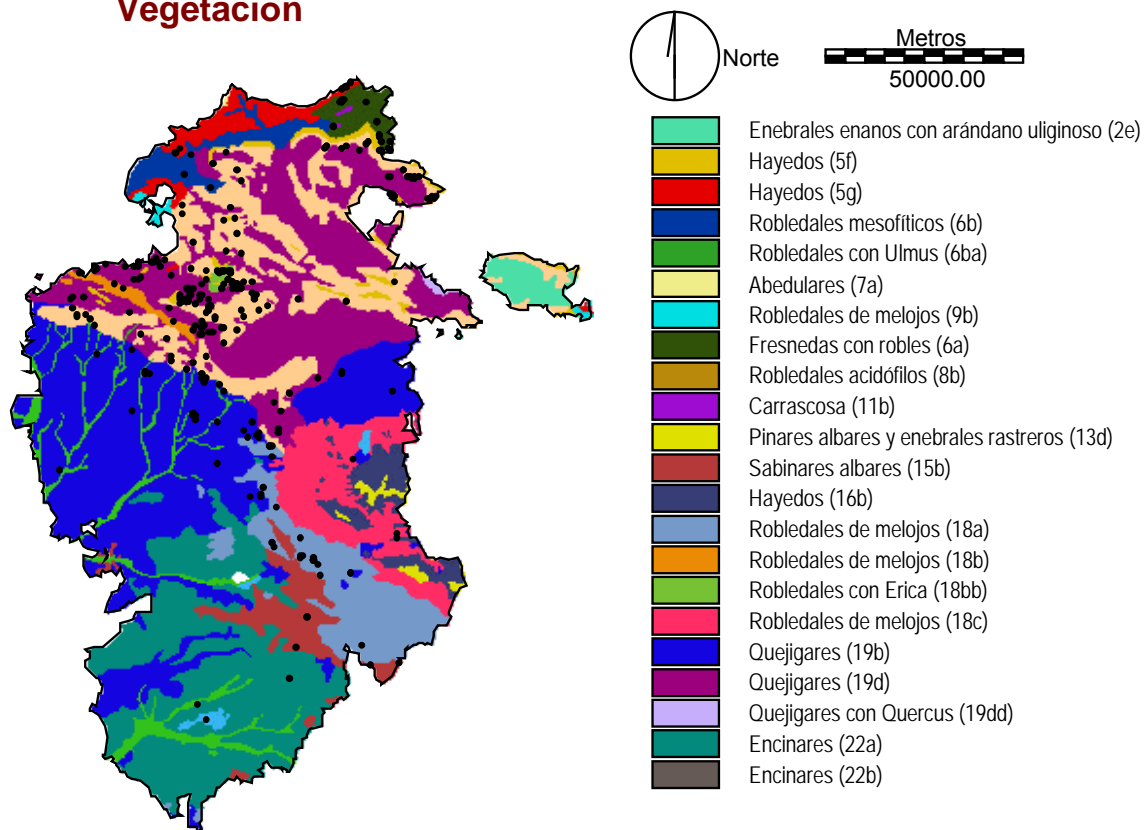 Vegetación
Norte
Metros
50000.00
Enebrales enanos con arándano uliginoso (2e)
Hayedos (5f)
Hayedos (5g)
Robledales mesofíticos (6b)
Robledales con Ulmus (6ba)
Abedulares (7a)
Robledales de melojos (9b)
Fresnedas con robles (6a)
Robledales acidófilos (8b)
Carrascosa (11b)
Pinares albares y enebrales rastreros (13d)
Sabinares albares (15b)
Hayedos (16b)
Robledales de melojos (18a)
Robledales de melojos (18b)
Robledales con Erica (18bb)
Robledales de melojos (18c)
Quejigares (19b)
Quejigares (19d)
Quejigares con Quercus (19dd)
Encinares (22a)
Encinares (22b)